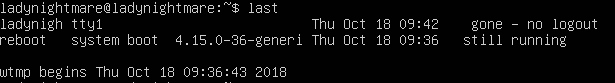 ladynightmare@ladynightmare:~$ last
ladynigh tty1                          Thu Oct 18 09:42    gone - no logout
reboot   system boot  4.15.0-36-generi Thu Oct 18 09:36   still running
wtmp begins Thu Oct 18 09:36:43 2018